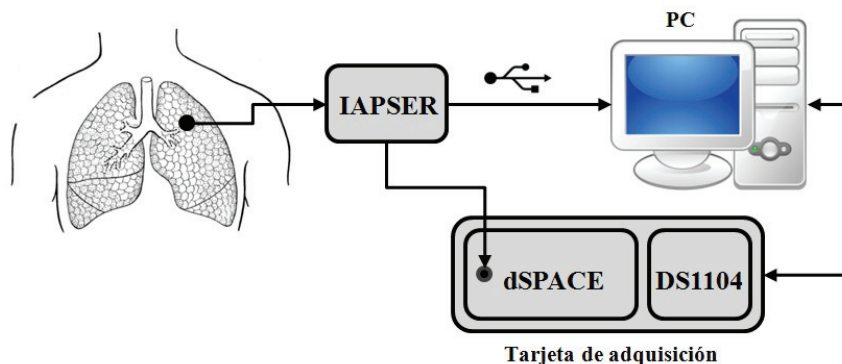 PC
IAPSER
dSPACE
DS1104
Tarjeta de adquisición